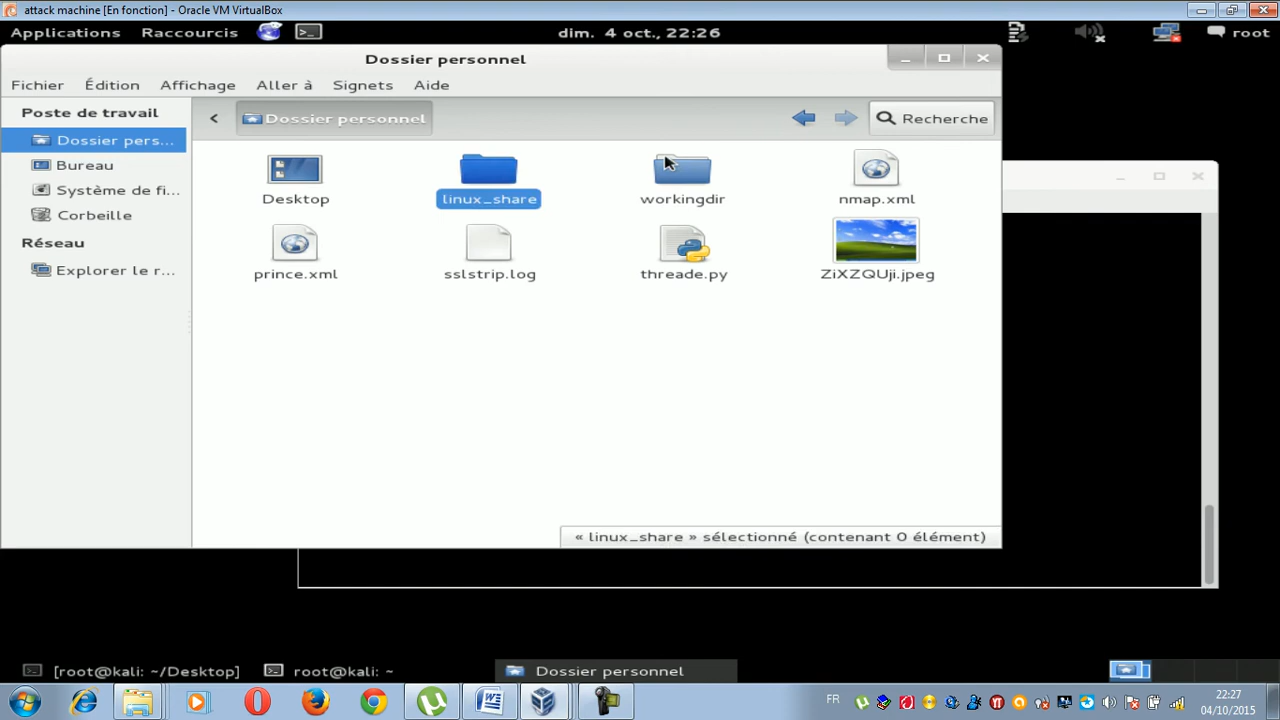 attack machine [En fonction] - Oracle VM VirtualBox
Applications Raccourcis dim. 4 oct., 22:26 root
Dossier personnel
Fichier Édition Affichage Aller à Signets Aide
Poste de travail
Dossier personnel
Recherche
Dossier pers...
Bureau
Système de fi...
Corbeille
Réseau
Explorer le r...
Desktop linux_share workingdir nmap.xml
prince.xml sslstrip.log threade.py ZiXZQUji.jpeg
« linux_share » sélectionné (contenant 0 élément)
[root@kali: ~/Desktop] root@kali: ~ Dossier personnel
FR
22:27
04/10/2015